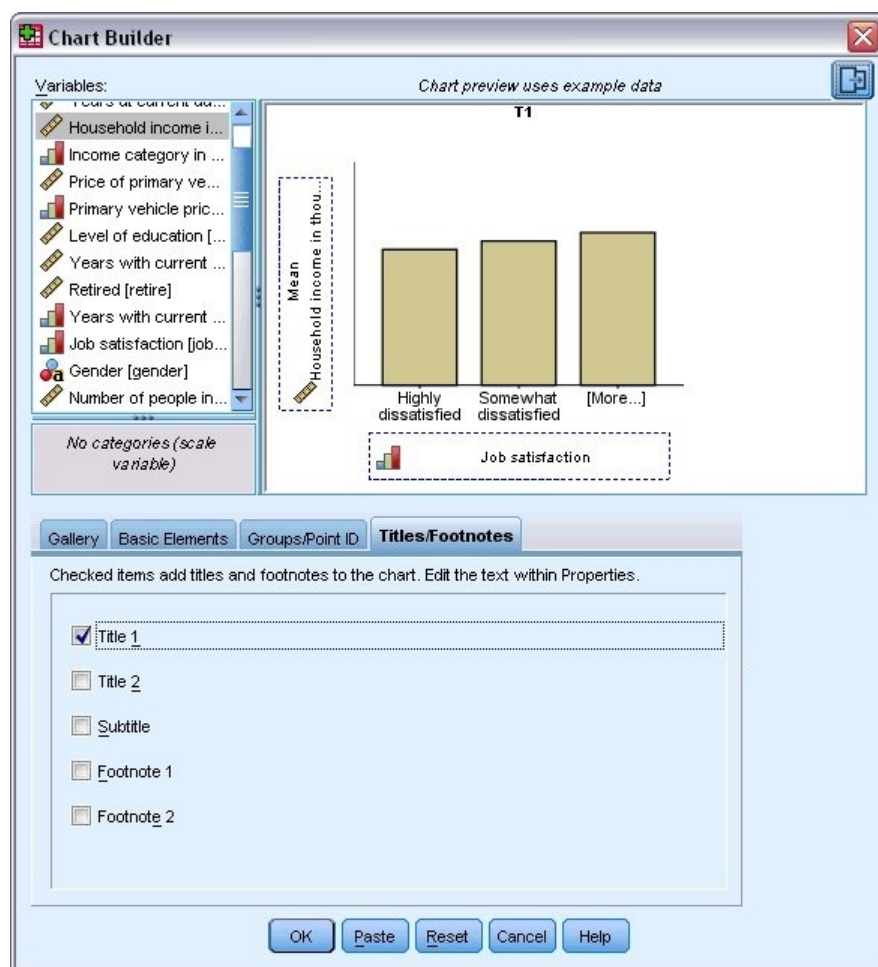 Chart Builder
Variables:
Household income i...
Income category in ...
Price of primary ve...
Primary vehicle pric...
Level of education [...
Years with current ...
Retired [retire]
Years with current ...
Job satisfaction [job...
Gender [gender]
Number of people in...
No categories (scale
variable)
Chart preview uses example data
T1
Mean
Household income in thou...
Highly
dissatisfied
Somewhat
dissatisfied
[More...]
Job satisfaction
Gallery
Basic Elements
Groups/Point ID
Titles/Footnotes
Checked items add titles and footnotes to the chart. Edit the text within Properties.
Title 1
Title 2
Subtitle
Footnote 1
Footnote 2
OK
Paste
Reset
Cancel
Help